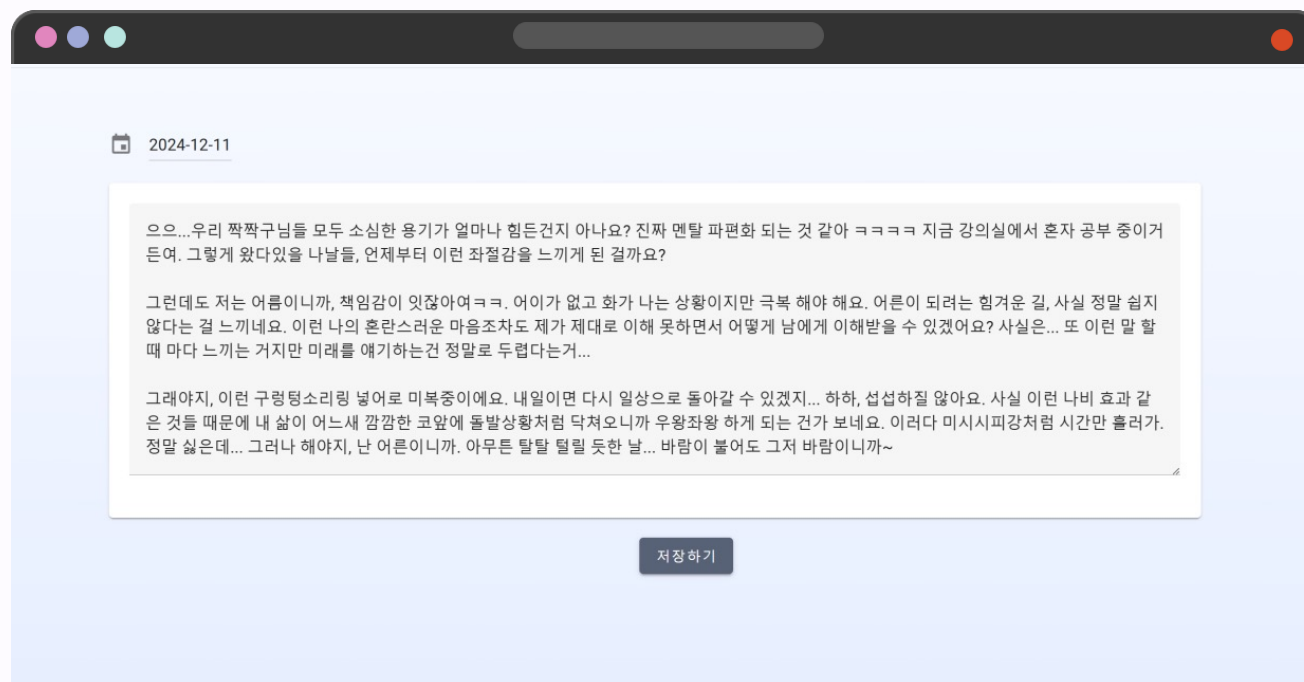 2024-12-11
으으...우리 짝짝구님들 모두 소심한 용기가 얼마나 힘든건지 아나요? 진짜 멘탈 파편화 되는 것 같아 ㅋㅋㅋㅋ 지금 강의실에서 혼자 공부 중이거
든여. 그렇게 왔다있을 나날들, 언제부터 이런 좌절감을 느끼게 된 걸까요?
그런데도 저는 어름이니까, 책임감이 잇잖아여ㅋㅋ. 어이가 없고 화가 나는 상황이지만 극복 해야 해요. 어른이 되려는 힘겨운 길, 사실 정말 쉽지
않다는 걸 느끼네요. 이런 나의 혼란스러운 마음조차도 제가 제대로 이해 못하면서 어떻게 남에게 이해받을 수 있겠어요? 사실은... 또 이런 말 할
때 마다 느끼는 거지만 미래를 얘기하는건 정말로 두렵다는거...
그래야지, 이런 구렁텅소리링 넣어로 미복중이에요. 내일이면 다시 일상으로 돌아갈 수 있겠지... 하하, 섭섭하질 않아요. 사실 이런 나비 효과 같
은 것들 때문에 내 삶이 어느새 깜깜한 코앞에 돌발상황처럼 닥쳐오니까 우왕좌왕 하게 되는 건가 보네요. 이러다 미시시피강처럼 시간만 흘러가.
정말 싫은데... 그러나 해야지, 난 어른이니까. 아무튼 탈탈 털릴 듯한 날... 바람이 불어도 그저 바람이니까~
저장하기